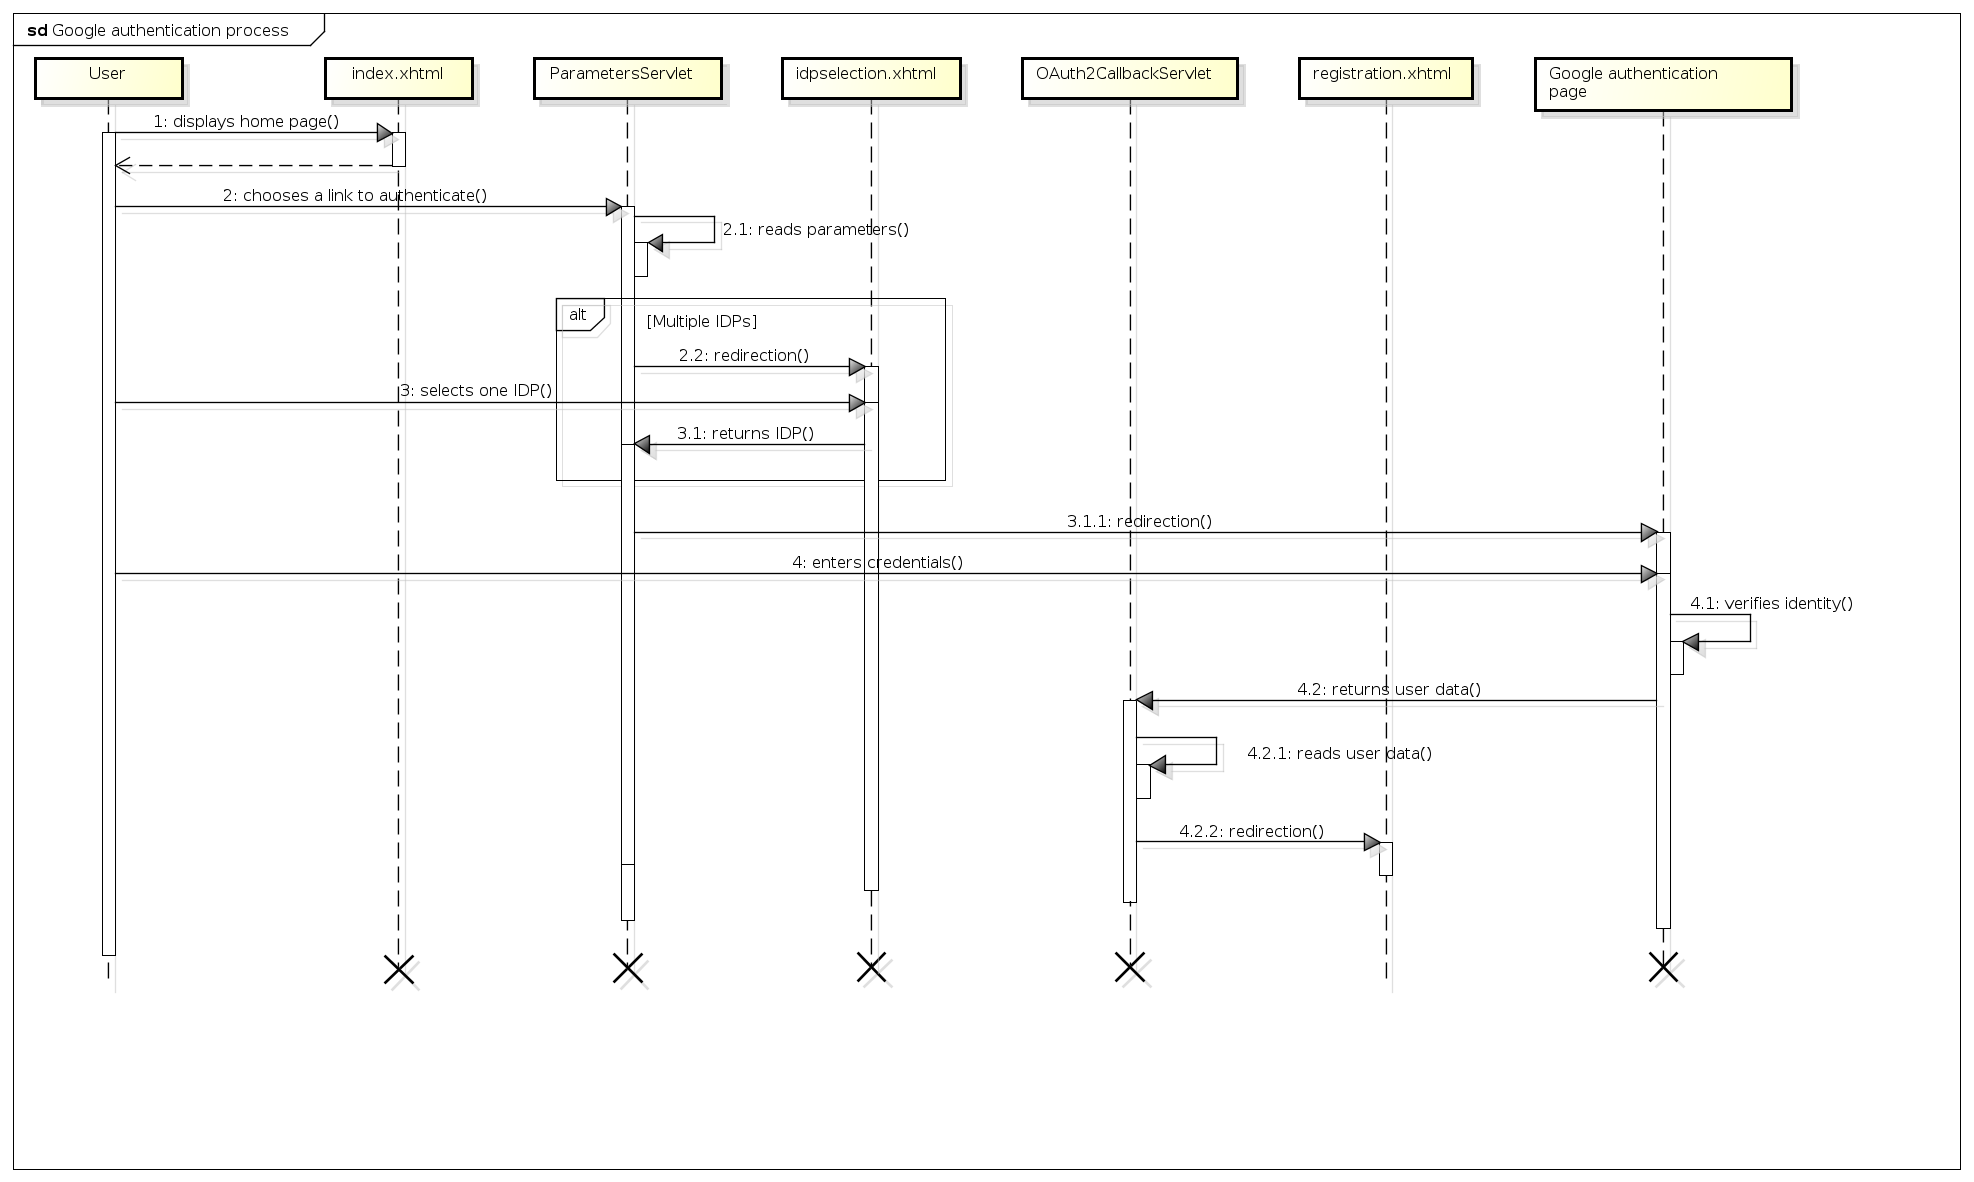 sd Google authentication process
User
index.xhtml
ParametersServlet
idpselection.xhtml
OAuth2CallbackServlet
registration.xhtml
Google authentication
page
1: displays home page()
2: chooses a link to authenticate()
2.1: reads parameters()
alt
[Multiple IDPs]
2.2: redirection()
3: selects one IDP()
3.1: returns IDP()
3.1.1: redirection()
4: enters credentials()
4.1: verifies identity()
4.2: returns user data()
4.2.1: reads user data()
4.2.2: redirection()